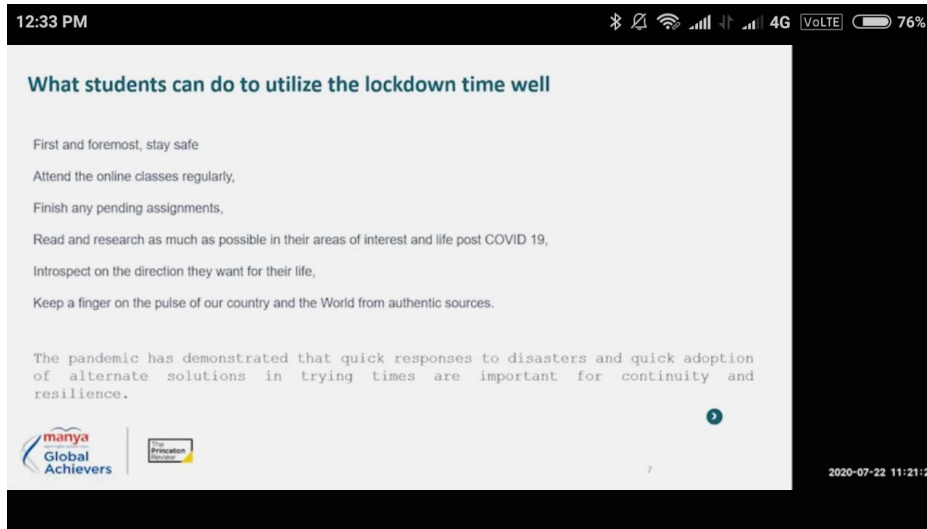 12:33 PM
4G VoLTE 76%
What students can do to utilize the lockdown time well
First and foremost, stay safe
Attend the online classes regularly,
Finish any pending assignments,
Read and research as much as possible in their areas of interest and life post COVID 19,
Introspect on the direction they want for their life,
Keep a finger on the pulse of our country and the World from authentic sources.
The pandemic has demonstrated that quick responses to disasters and quick adoption
of alternate solutions in trying times are important for continuity and
resilience.
manya
Global
Achievers
The
Princeton
Review
7
2020-07-22 11:21:2